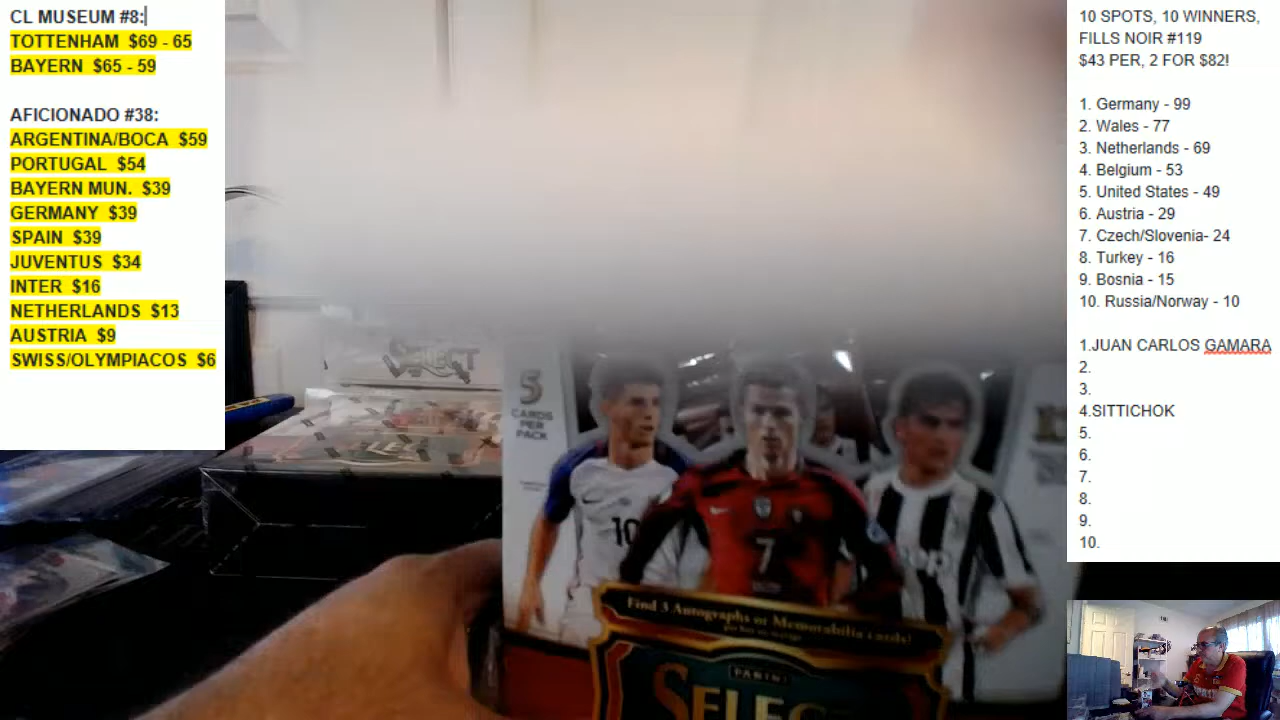 CL MUSEUM #8:
TOTTENHAM $69 - 65
BAYERN $65 - 59
AFICIONADO #38:
ARGENTINA/BOCA $59
PORTUGAL $54
BAYERN MUN. $39
GERMANY $39
SPAIN $39
JUVENTUS $34
INTER $16
NETHERLANDS $13
AUSTRIA $9
SWISS/OLYMPIACOS $6
SELECT
5
CARDS
PER
PACK
10
7
Find 3 Autographs or Memorabilia cards!
PANINI
SELEC
10 SPOTS, 10 WINNERS,
FILLS NOIR #119
$43 PER, 2 FOR $82!
1. Germany - 99
2. Wales - 77
3. Netherlands - 69
4. Belgium - 53
5. United States - 49
6. Austria - 29
7. Czech/Slovenia- 24
8. Turkey - 16
9. Bosnia - 15
10. Russia/Norway - 10
1.JUAN CARLOS GAMARA
2.
3.
4.SITTICHOK
5.
6.
7.
8.
9.
10.